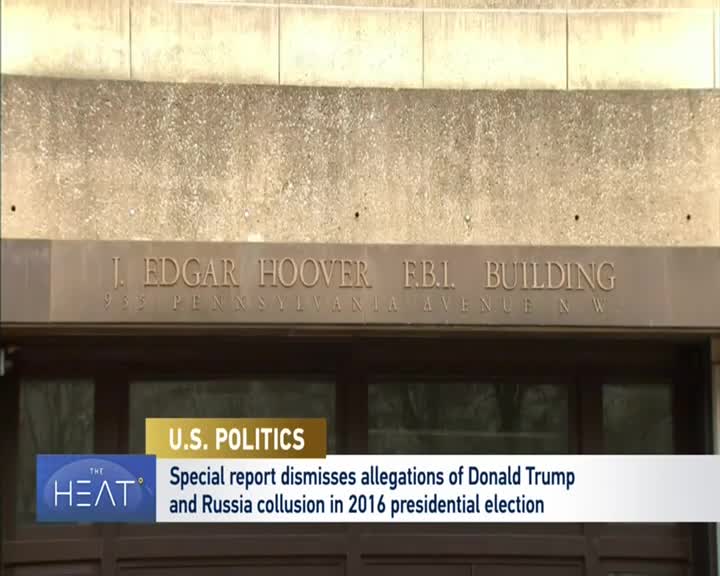 J. EDGAR HOOVER F.B.I. BUILDING
935 PENNSYLVANIA AVENUE N W
U.S. POLITICS
THE
HEAT
Special report dismisses allegations of Donald Trump
and Russia collusion in 2016 presidential election